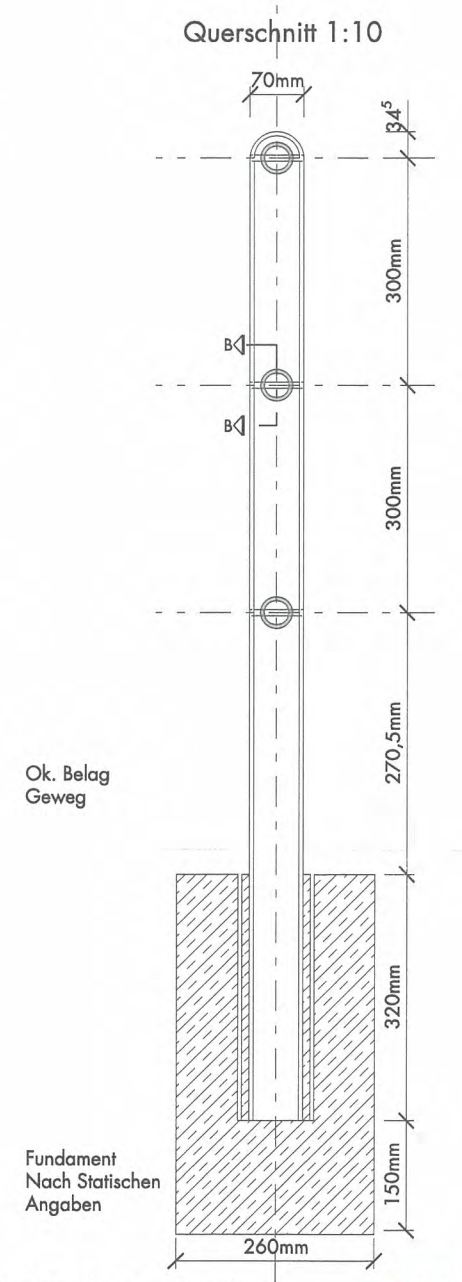 Querschnitt 1:10
70mm
34⁵
300mm
B
B
300mm
270,5mm
Ok. Belag
Geweg
320mm
Fundament
Nach Statischen
Angaben
150mm
260mm